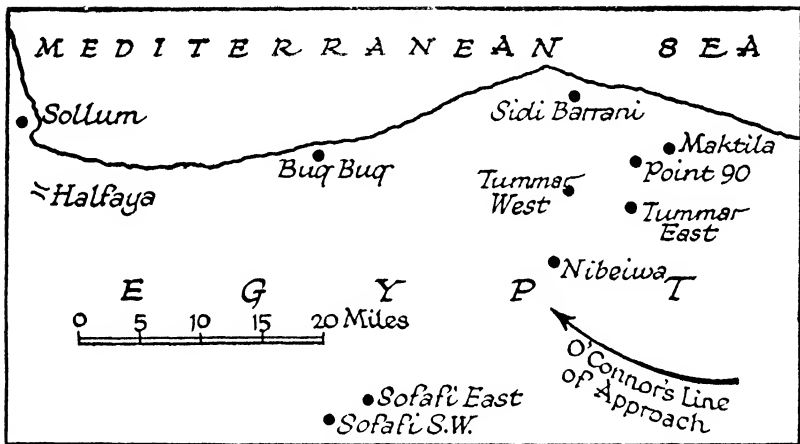 MEDITERRANEAN SEA
Sollum
Sidi Barrani
Maktila
Buq Buq
Point 90
Halfaya
Tummar
West
Tummar
East
Nibeiwa
EGYPT
0 5 10 15 20 Miles
O'Connor's Line
of Approach
Sofafi East
Sofafi S.W.